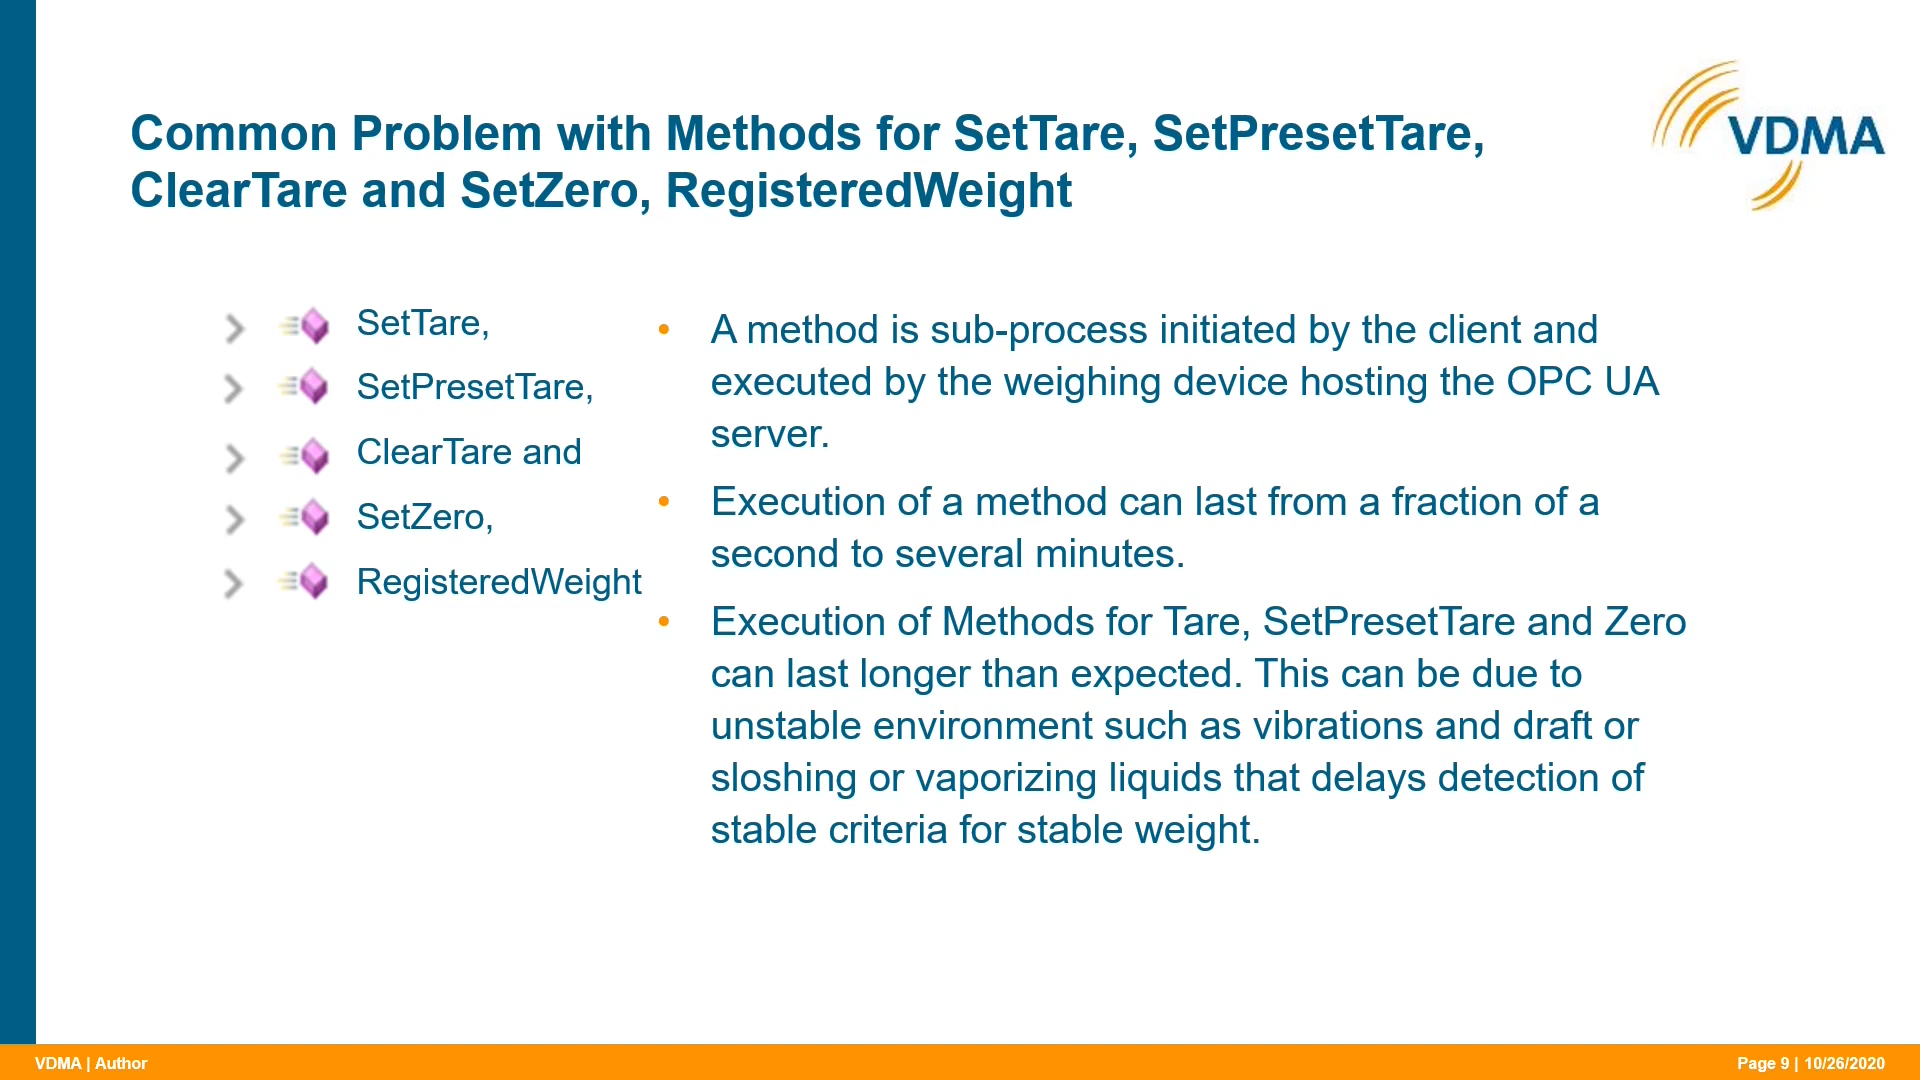 Common Problem with Methods for SetTare, SetPresetTare,
ClearTare and SetZero, RegisteredWeight
VDMA
SetTare,
SetPresetTare,
ClearTare and
SetZero,
RegisteredWeight
• A method is sub-process initiated by the client and
executed by the weighing device hosting the OPC UA
server.
• Execution of a method can last from a fraction of a
second to several minutes.
• Execution of Methods for Tare, SetPresetTare and Zero
can last longer than expected. This can be due to
unstable environment such as vibrations and draft or
sloshing or vaporizing liquids that delays detection of
stable criteria for stable weight.
VDMA | Author
Page 9 | 10/26/2020